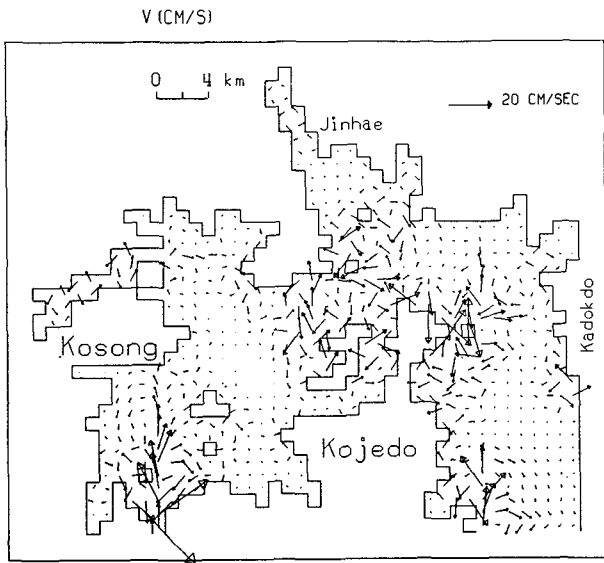 V (CM/S)
0 4 km
20 CM/SEC
Jinhae
Kadokdo
Kosong
Kojedo